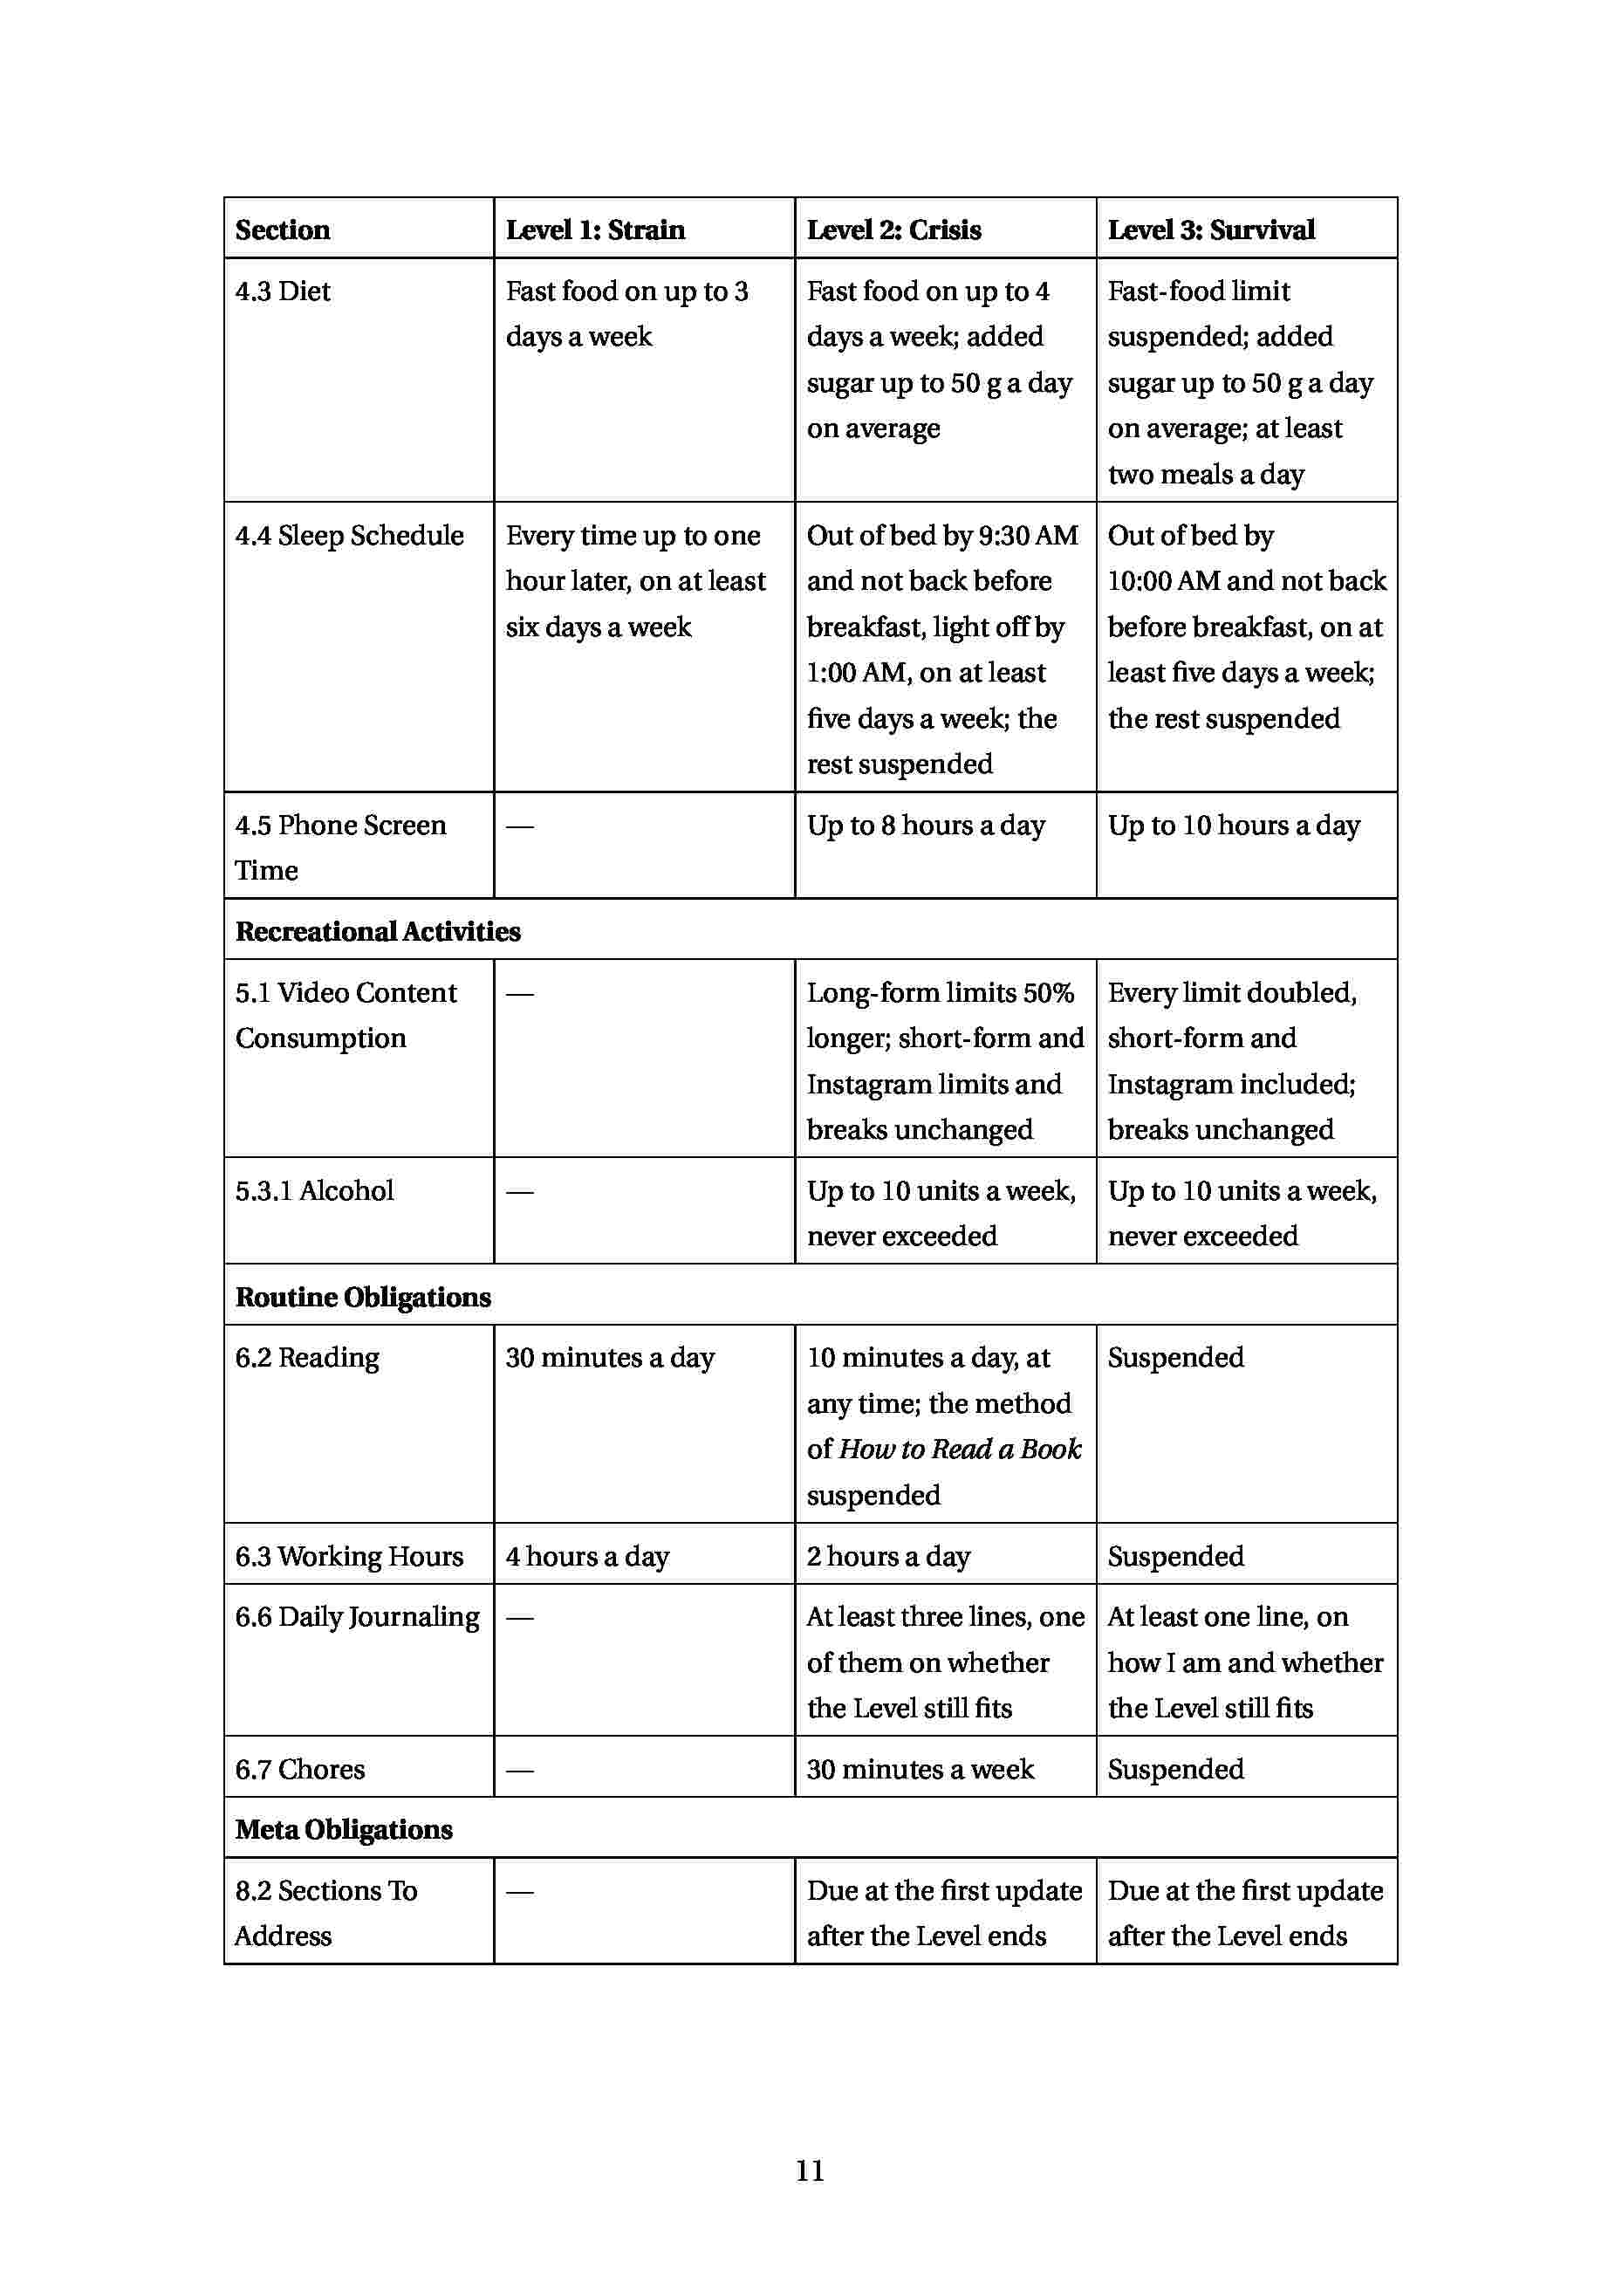 Section Level 1: Strain Level 2: Crisis Level 3: Survival
4.3 Diet Fast food on up to 3 Fast food on up to 4 Fast-food limit
days a week days a week; added suspended; added
sugar up to 50 g a day sugar up to 50 g a day
on average on average; at least
two meals a day
4.4 Sleep Schedule Every time up to one Out of bed by 9:30 AM Out of bed by
hour later, on at least and not back before 10:00 AM and not back
six days a week breakfast, light off by before breakfast, on at
1:00 AM, on at least least five days a week;
five days a week; the the rest suspended
rest suspended
4.5 Phone Screen — Up to 8 hours a day Up to 10 hours a day
Time
Recreational Activities
5.1 Video Content — Long-form limits 50% Every limit doubled,
Consumption longer; short-form and short-form and
Instagram limits and Instagram included;
breaks unchanged breaks unchanged
5.3.1 Alcohol — Up to 10 units a week, Up to 10 units a week,
never exceeded never exceeded
Routine Obligations
6.2 Reading 30 minutes a day 10 minutes a day, at Suspended
any time; the method
of How to Read a Book
suspended
6.3 Working Hours 4 hours a day 2 hours a day Suspended
6.6 Daily Journaling — At least three lines, one At least one line, on
of them on whether how I am and whether
the Level still fits the Level still fits
6.7 Chores — 30 minutes a week Suspended
Meta Obligations
8.2 Sections To — Due at the first update Due at the first update
Address after the Level ends after the Level ends
11